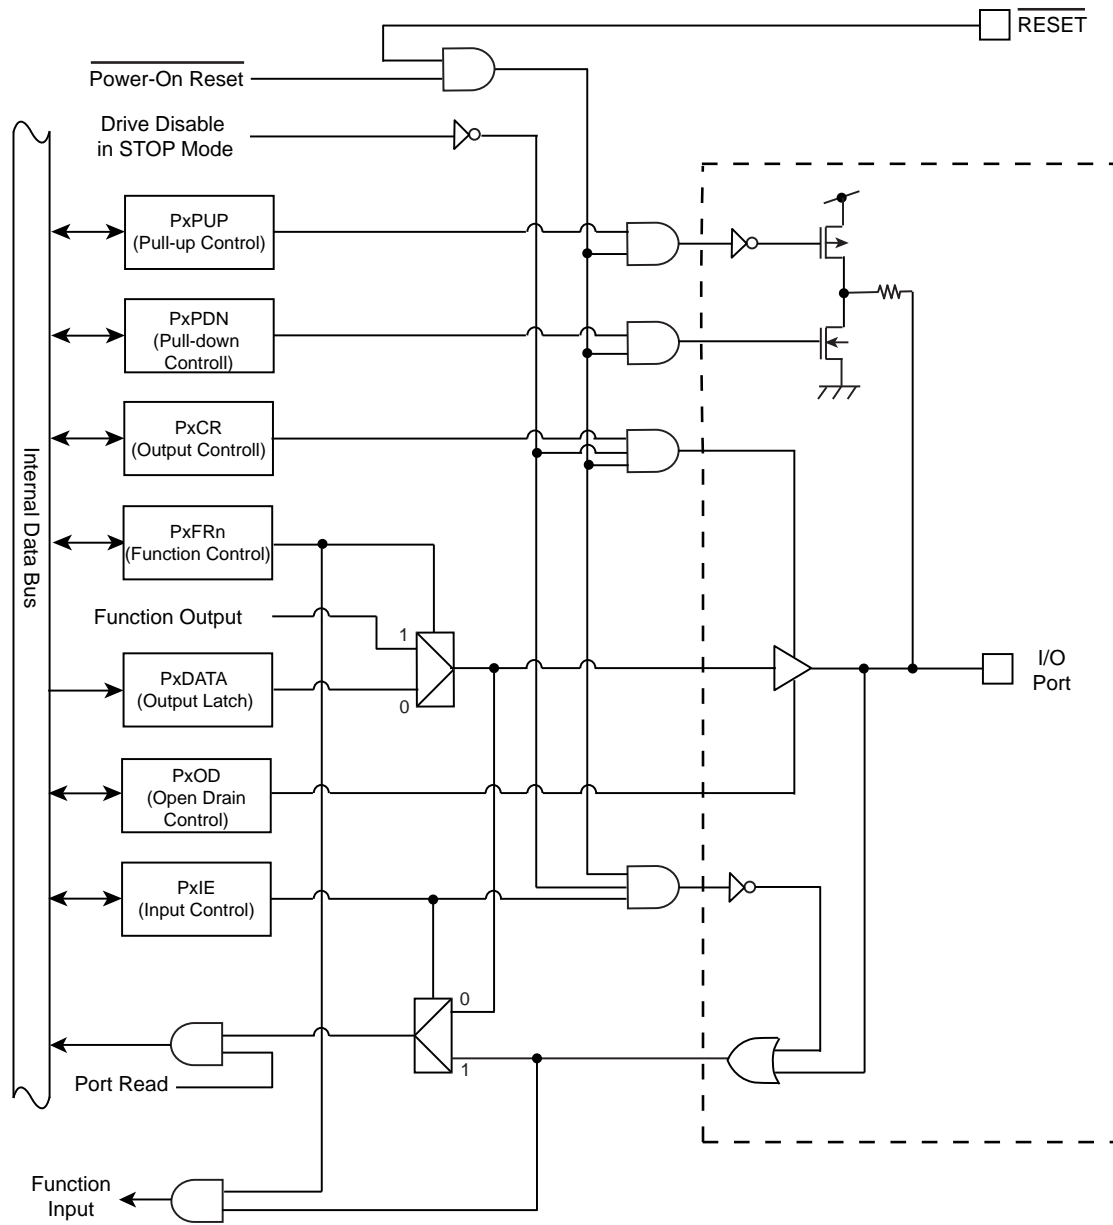 RESET
Power-On Reset
Drive Disable
in STOP Mode
PxPUP
(Pull-up Control)
PxPDN
(Pull-down
Controll)
PxCR
(Output Controll)
Internal Data Bus
PxFRn
(Function Control)
Function Output
1
0
PxDATA
(Output Latch)
I/O
Port
PxOD
(Open Drain
Control)
PxIE
(Input Control)
0
1
Port Read
Function
Input